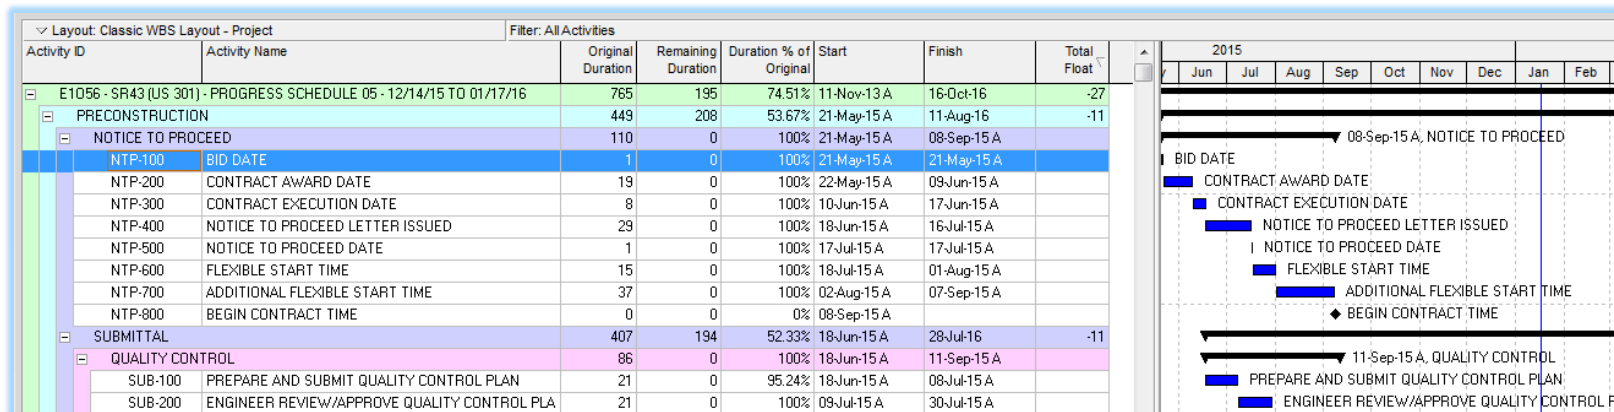 Layout: Classic WBS Layout - Project Filter: All Activities
Activity ID Activity Name Original Duration Remaining Duration Duration % of Original Start Finish Total Float 2015
Jun Jul Aug Sep Oct Nov Dec Jan Feb
E1056 - SR43 (US 301) - PROGRESS SCHEDULE 05 - 12/14/15 TO 01/17/16 765 195 74.51% 11-Nov-13 A 16-Oct-16 -27
PRECONSTRUCTION 449 208 53.67% 21-May-15 A 11-Aug-16 -11
NOTICE TO PROCEED 110 0 100% 21-May-15 A 08-Sep-15 A 08-Sep-15 A, NOTICE TO PROCEED
NTP-100 BID DATE 1 0 100% 21-May-15 A 21-May-15 A BID DATE
NTP-200 CONTRACT AWARD DATE 19 0 100% 22-May-15 A 09-Jun-15 A CONTRACT AWARD DATE
NTP-300 CONTRACT EXECUTION DATE 8 0 100% 10-Jun-15 A 17-Jun-15 A CONTRACT EXECUTION DATE
NTP-400 NOTICE TO PROCEED LETTER ISSUED 29 0 100% 18-Jun-15 A 16-Jul-15 A NOTICE TO PROCEED LETTER ISSUED
NTP-500 NOTICE TO PROCEED DATE 1 0 100% 17-Jul-15 A 17-Jul-15 A NOTICE TO PROCEED DATE
NTP-600 FLEXIBLE START TIME 15 0 100% 18-Jul-15 A 01-Aug-15 A FLEXIBLE START TIME
NTP-700 ADDITIONAL FLEXIBLE START TIME 37 0 100% 02-Aug-15 A 07-Sep-15 A ADDITIONAL FLEXIBLE START TIME
NTP-800 BEGIN CONTRACT TIME 0 0 0% 08-Sep-15 A BEGIN CONTRACT TIME
SUBMITTAL 407 194 52.33% 18-Jun-15 A 28-Jul-16 -11
QUALITY CONTROL 86 0 100% 18-Jun-15 A 11-Sep-15 A 11-Sep-15 A, QUALITY CONTROL
SUB-100 PREPARE AND SUBMIT QUALITY CONTROL PLAN 21 0 95.24% 18-Jun-15 A 08-Jul-15 A PREPARE AND SUBMIT QUALITY CONTROL PLAN
SUB-200 ENGINEER REVIEW/APPROVE QUALITY CONTROL PLA 21 0 100% 09-Jul-15 A 30-Jul-15 A ENGINEER REVIEW/APPROVE QUALITY CONTROL